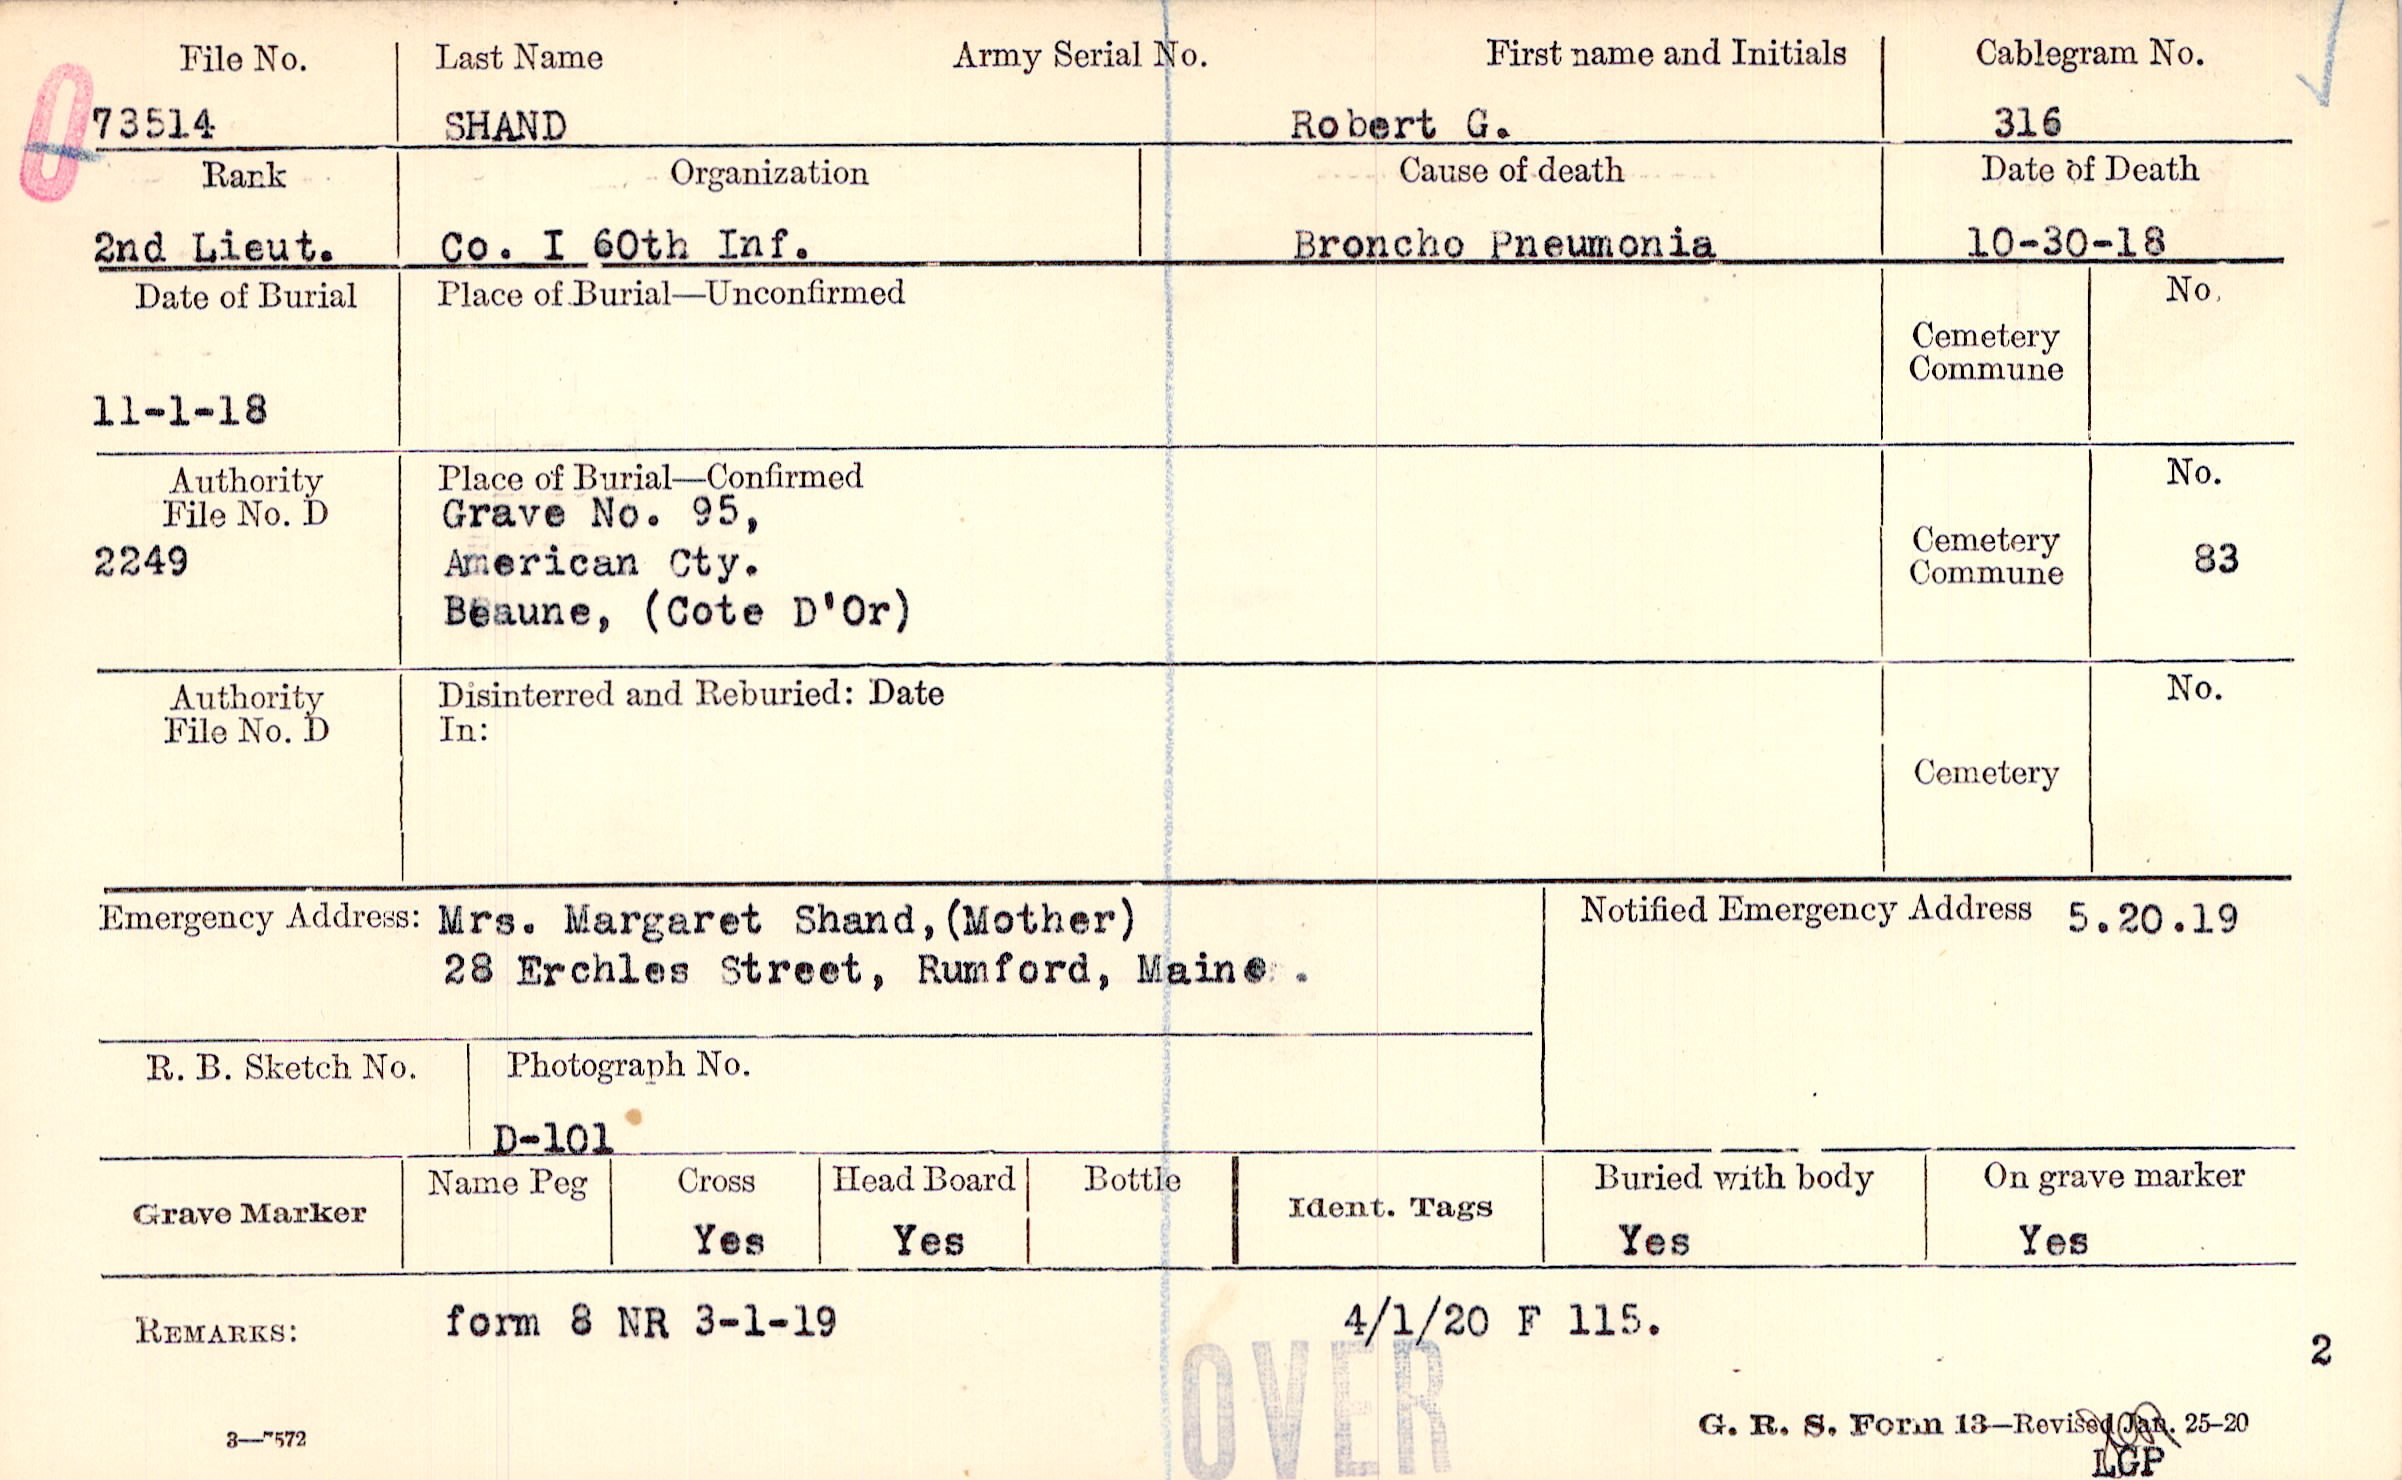 File No. Last Name Army Serial No. First name and Initials Cablegram No.
0
73514 SHAND Robert G. 316
Rank Organization Cause of death Date of Death
2nd Lieut. Co. I 60th Inf. Broncho Pneumonia 10-30-18
Date of Burial Place of Burial—Unconfirmed No.
Cemetery
Commune
11-1-18
Authority Place of Burial—Confirmed No.
File No. D Grave No. 95,
2249 American Cty. Cemetery 83
Commune
Beaune, (Cote D'Or)
Authority Disinterred and Reburied: Date No.
File No. D In:
Cemetery
Emergency Address: Mrs. Margaret Shand,(Mother) Notified Emergency Address 5.20.19
28 Erchles Street, Rumford, Maine .
R. B. Sketch No. Photograph No.
D-101
Name Peg Cross Head Board Bottle Buried with body On grave marker
Grave Marker Ident. Tags
Yes Yes Yes Yes
REMARKS: form 8 NR 3-1-19 4/1/20 F 115.
2
OVER
3—7572 G. R. S. Form 13—Revised Jan. 25-20
LGP